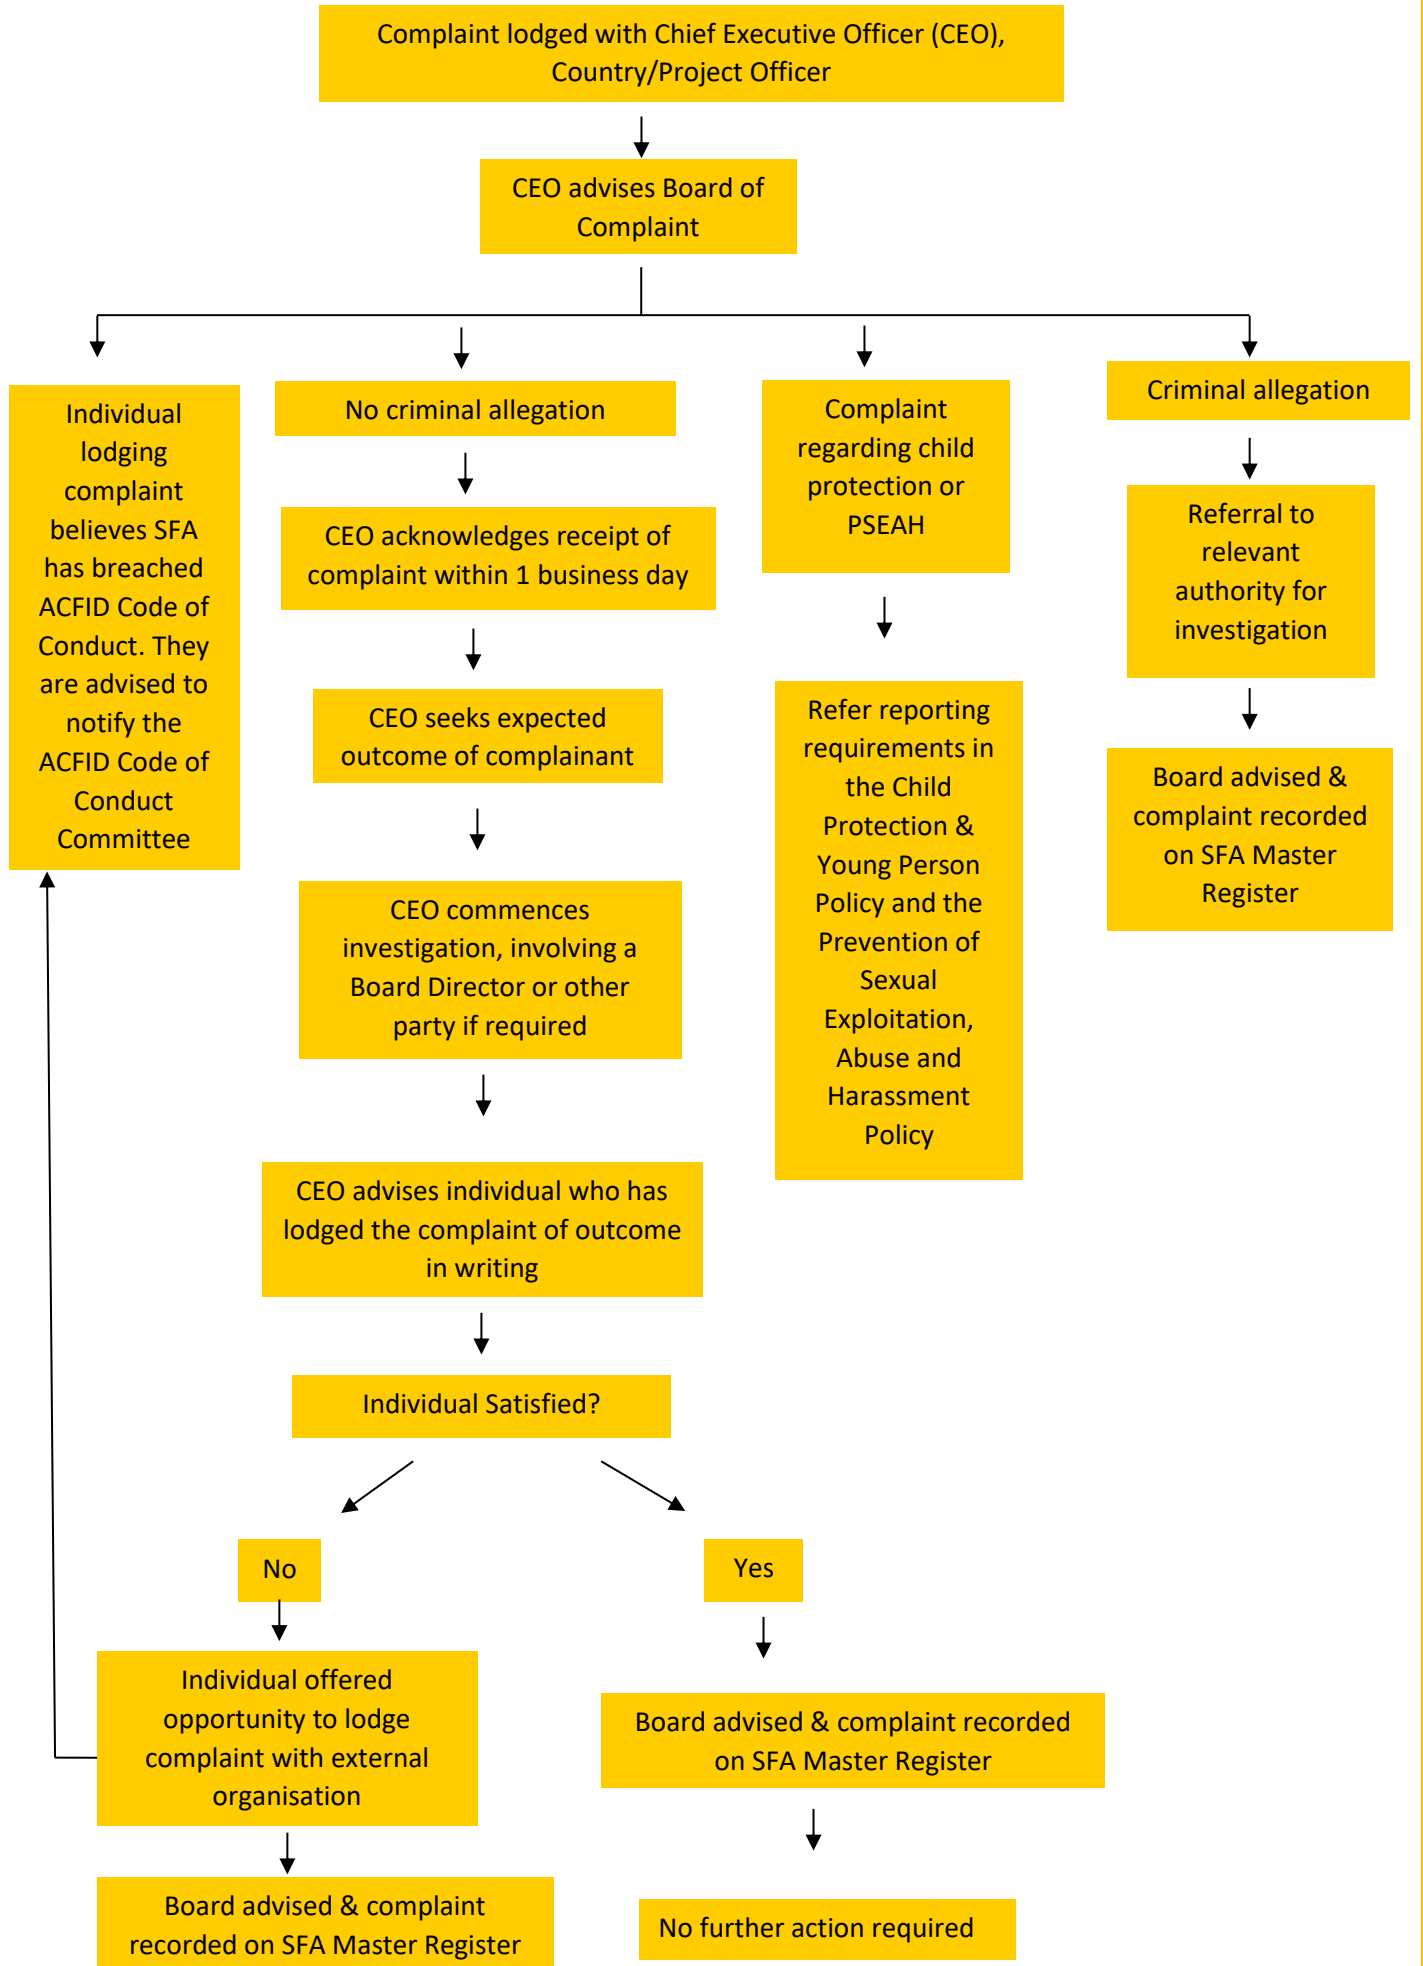 Complaint lodged with Chief Executive Officer (CEO),
Country/Project Officer
CEO advises Board of
Complaint
Individual
lodging
complaint
believes SFA
has breached
ACFID Code of
Conduct. They
are advised to
notify the
ACFID Code of
Conduct
Committee
No criminal allegation
CEO acknowledges receipt of
complaint within 1 business day
CEO seeks expected
outcome of complainant
CEO commences
investigation, involving a
Board Director or other
party if required
CEO advises individual who has
lodged the complaint of outcome
in writing
Individual Satisfied?
No
Individual offered
opportunity to lodge
complaint with external
organisation
Board advised & complaint
recorded on SFA Master Register
Yes
Board advised & complaint recorded
on SFA Master Register
No further action required
Complaint
regarding child
protection or
PSEAH
Refer reporting
requirements in
the Child
Protection &
Young Person
Policy and the
Prevention of
Sexual
Exploitation,
Abuse and
Harassment
Policy
Criminal allegation
Referral to
relevant
authority for
investigation
Board advised &
complaint recorded
on SFA Master
Register